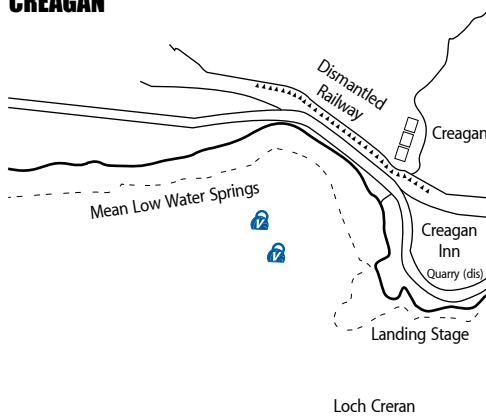 CREAGAN
Dismantled
Railway
Creagan
Mean Low Water Springs
V
V
Creagan
Inn
Quarry (dis)
Landing Stage
Loch Creran